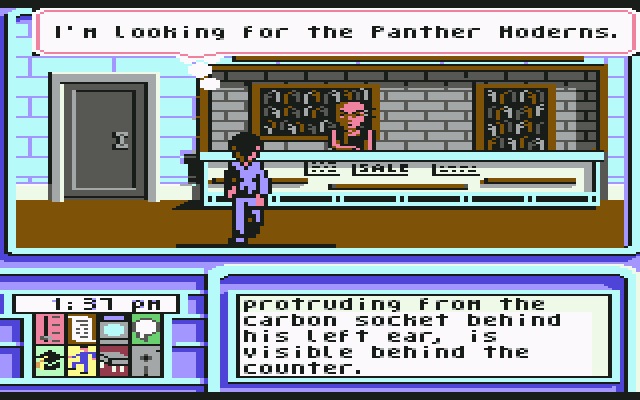 I'm looking for the Panther Moderns.
SALE
1:37 pm
protruding from the
carbon socket behind
his left ear, is
visible behind the
counter.